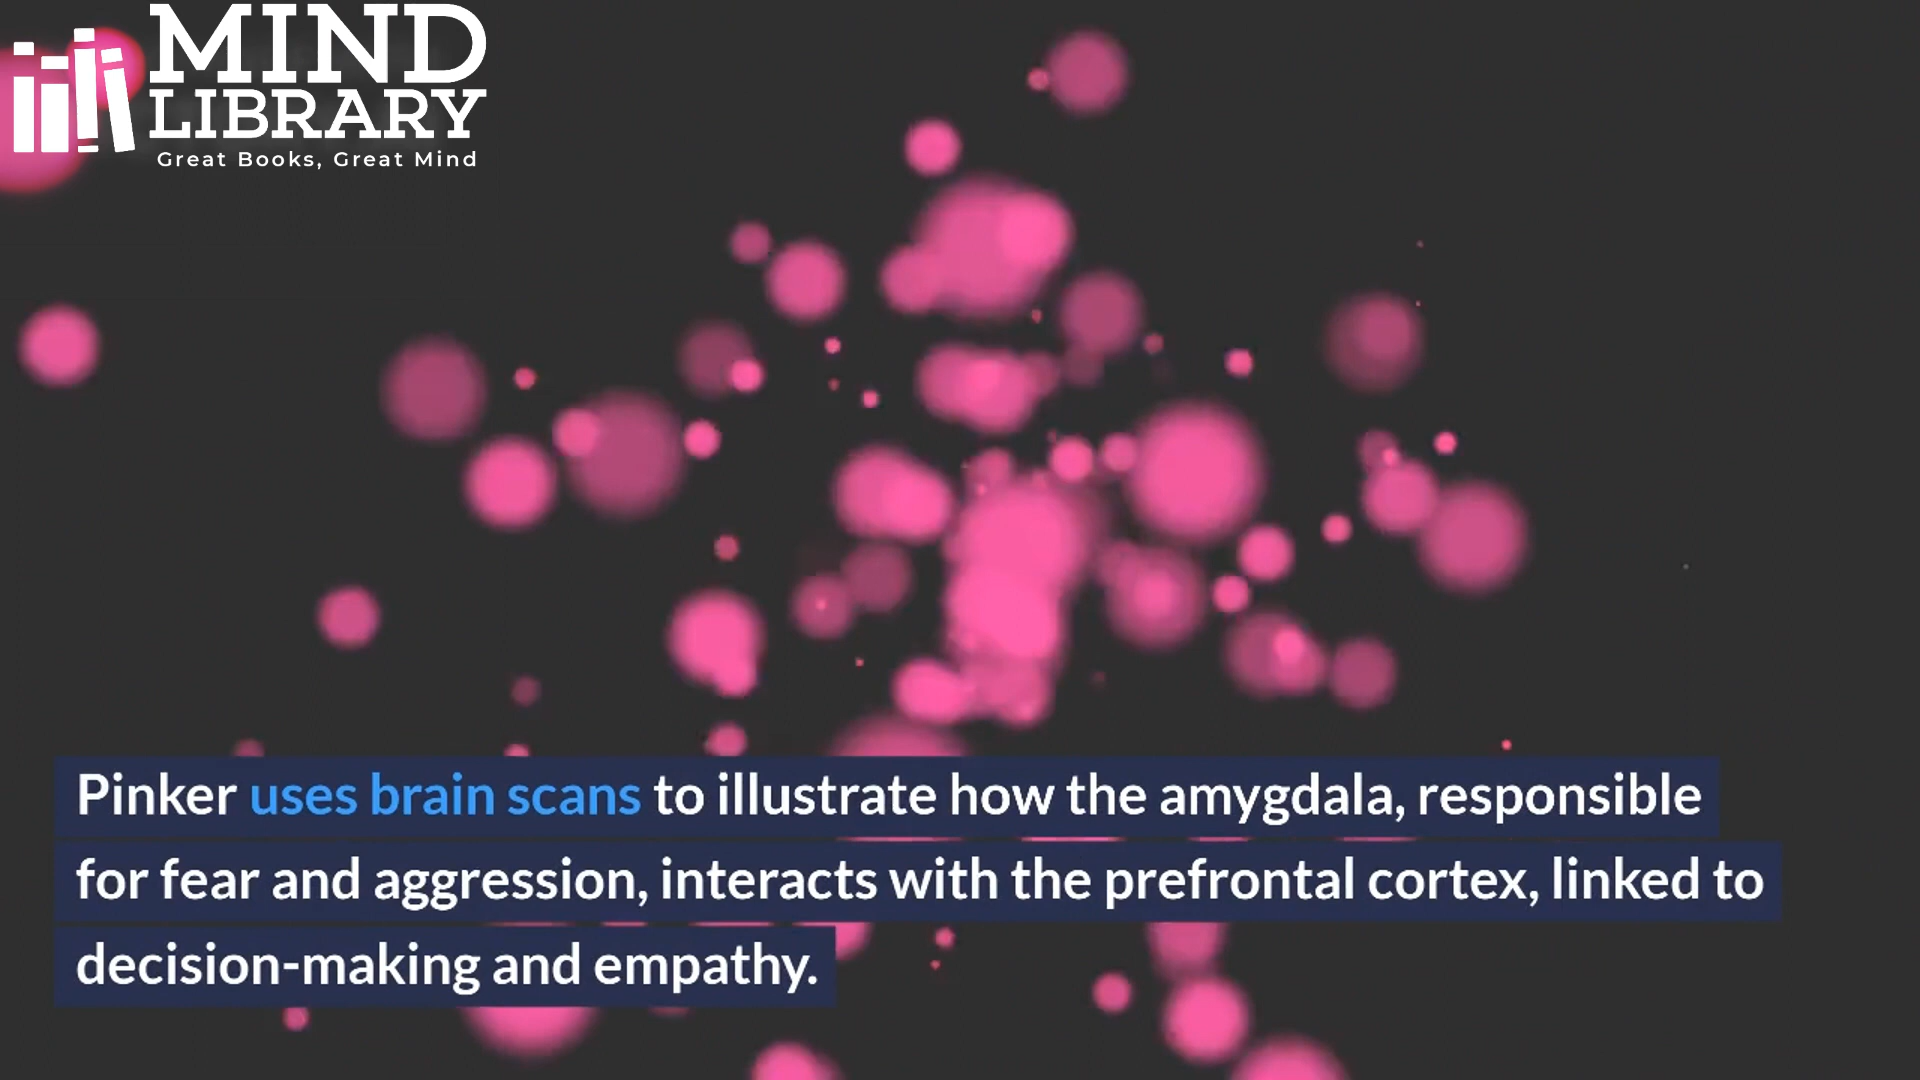 MIND
LIBRARY
Great Books, Great Mind
Pinker uses brain scans to illustrate how the amygdala, responsible
for fear and aggression, interacts with the prefrontal cortex, linked to
decision-making and empathy.